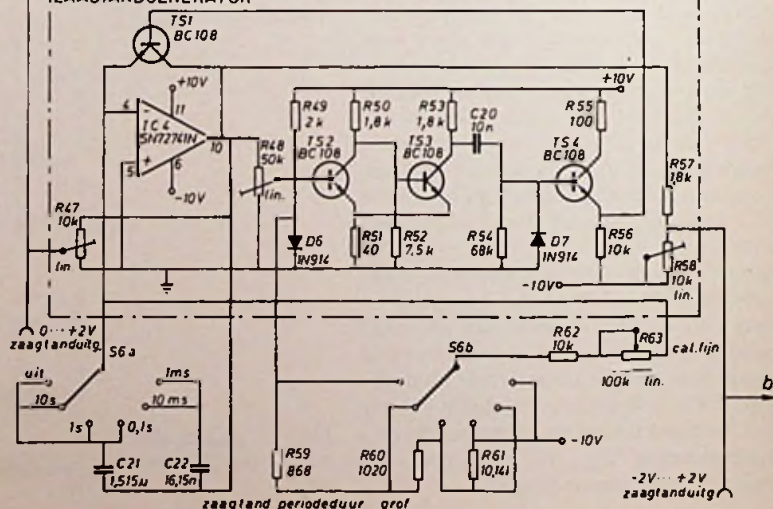 ZAAGTANDGENERATOR
TS1
BC108
+10V
+10V
4
11
IC4
SN72741N
10
5
6
-10V
R47
10k
lin.
R48
50k
lin.
R49
2k
R50
1,8k
R53
1,8k
C20
10n
R55
100
TS2
BC108
TS3
BC108
TS4
BC108
R57
1,8k
D6
1N914
R51
40
R52
7,5k
R54
68k
D7
1N914
R56
10k
R58
10k
lin.
-10V
0...+2V
zaagtanduitg
S6a
uit
1ms
10s
10ms
1s
0,1s
C21
1,515µ
C22
16,15n
S6b
R62
10k
R63
cal.fijn
100k
lin.
b
-10V
R59
868
R60
1020
R61
10,14k
-2V...+2V
zaagtanduitg
zaagtand periodeduur grof